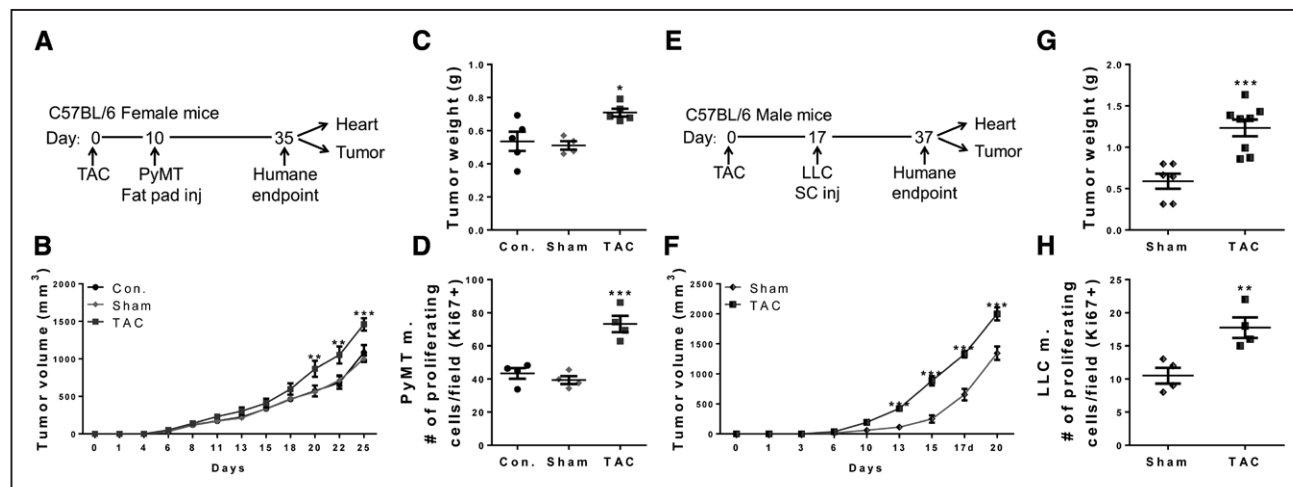 A
C57BL/6 Female mice
Day: 0 10 35
Heart
Tumor
TAC PyMT Humane
Fat pad inj endpoint
B
Tumor volume (mm3)
2000
1500
1000
500
0
Con.
Sham
TAC
**
**
***
0 1 4 6 8 11 13 15 18 20 22 25
Days
C
Tumor weight (g)
1.0
0.8
0.6
0.4
0.2
0.0
*
Con. Sham TAC
D
PyMT m.
# of proliferating
cells/field (Ki67+)
100
80
60
40
20
0
***
Con. Sham TAC
E
C57BL/6 Male mice
Day: 0 17 37
Heart
Tumor
TAC LLC Humane
SC inj endpoint
F
Tumor volume (mm3)
2500
2000
1500
1000
500
0
Sham
TAC
***
***
***
***
0 1 3 6 10 13 15 17d 20
Days
G
Tumor weight (g)
2.0
1.5
1.0
0.5
0.0
***
Sham TAC
H
LLC m.
# of proliferating
cells/field (Ki67+)
25
20
15
10
5
0
**
Sham TAC